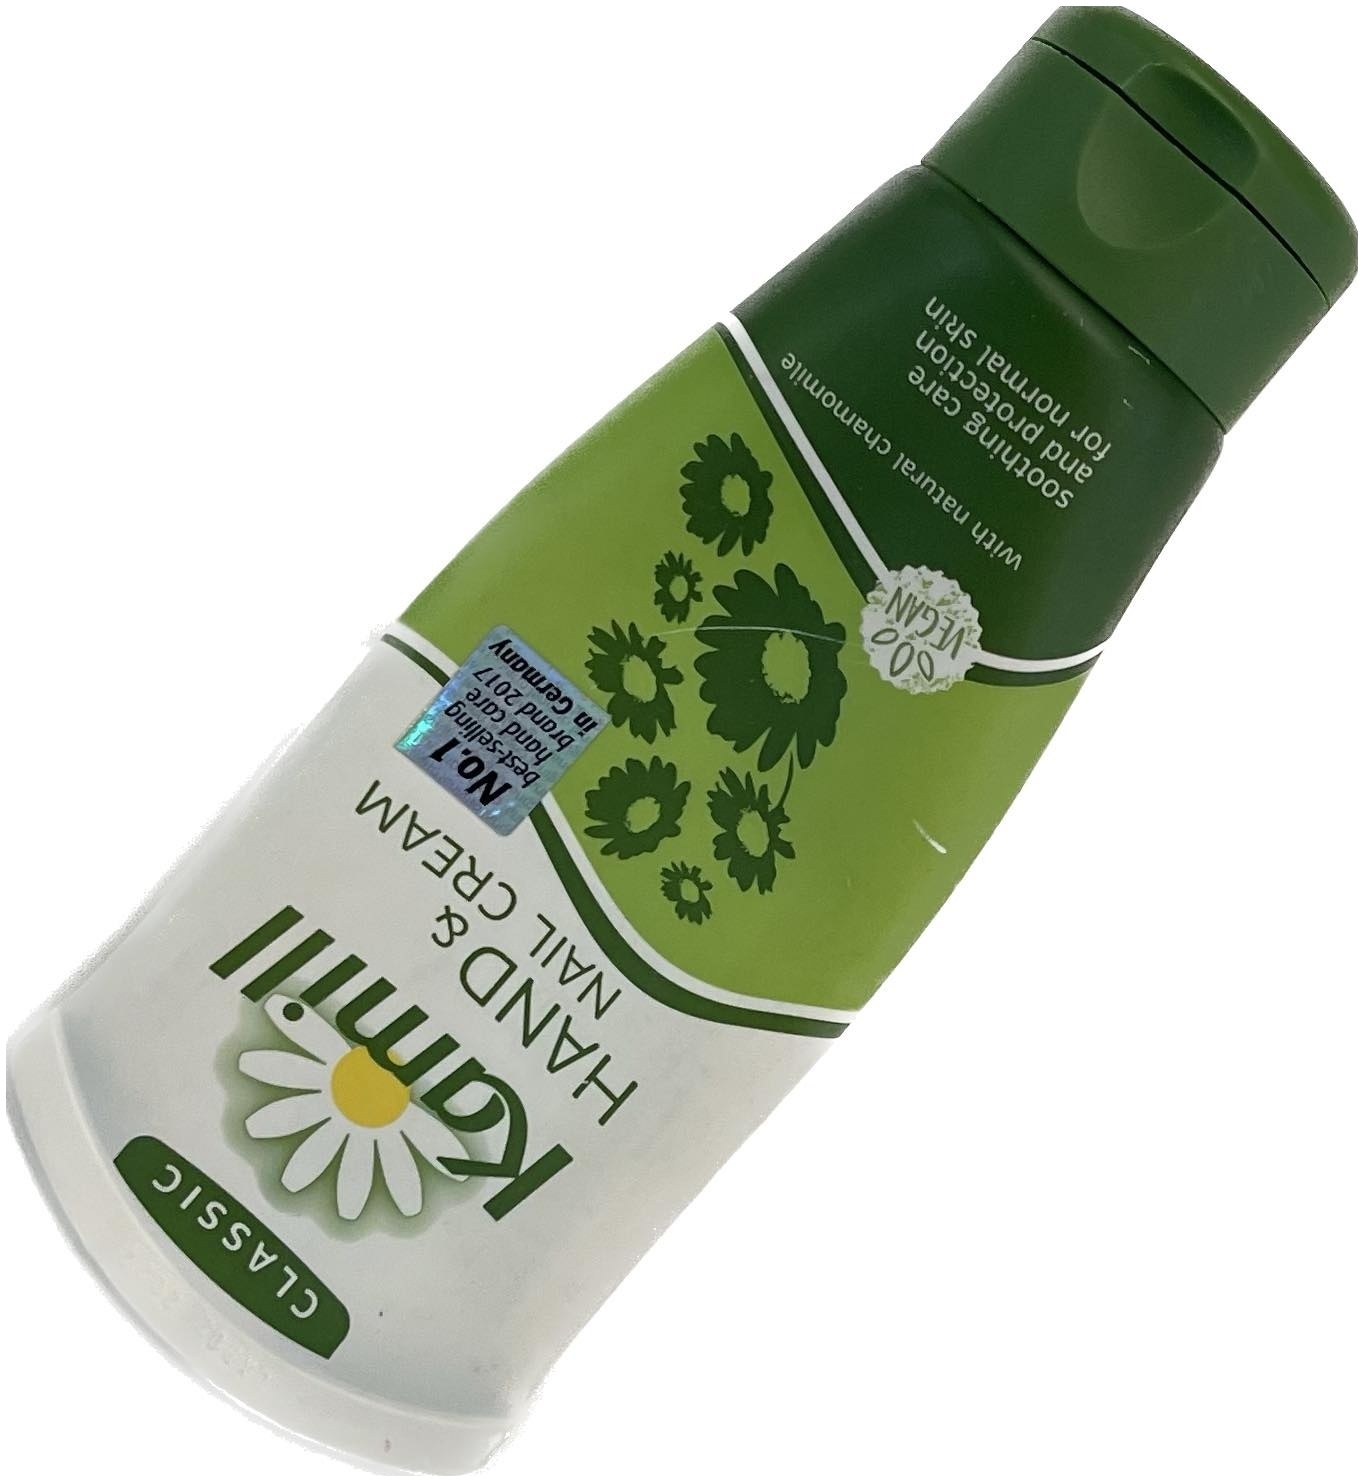 CLASSIC
Kamill
HAND &
NAIL CREAM
No.1
best-selling
hand care
brand 2017
in Germany
VEGAN
with natural chamomile
soothing care
and protection
for normal skin